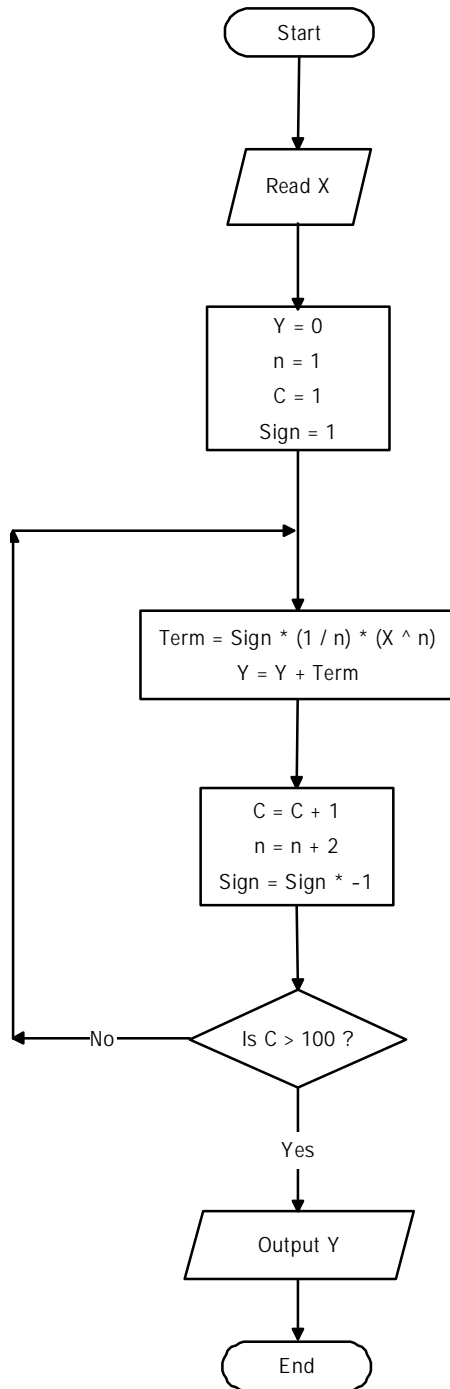 Start
Read X
Y = 0
n = 1
C = 1
Sign = 1
Term = Sign * (1 / n) * (X ^ n)
Y = Y + Term
C = C + 1
n = n + 2
Sign = Sign * -1
Is C > 100 ?
No
Yes
Output Y
End